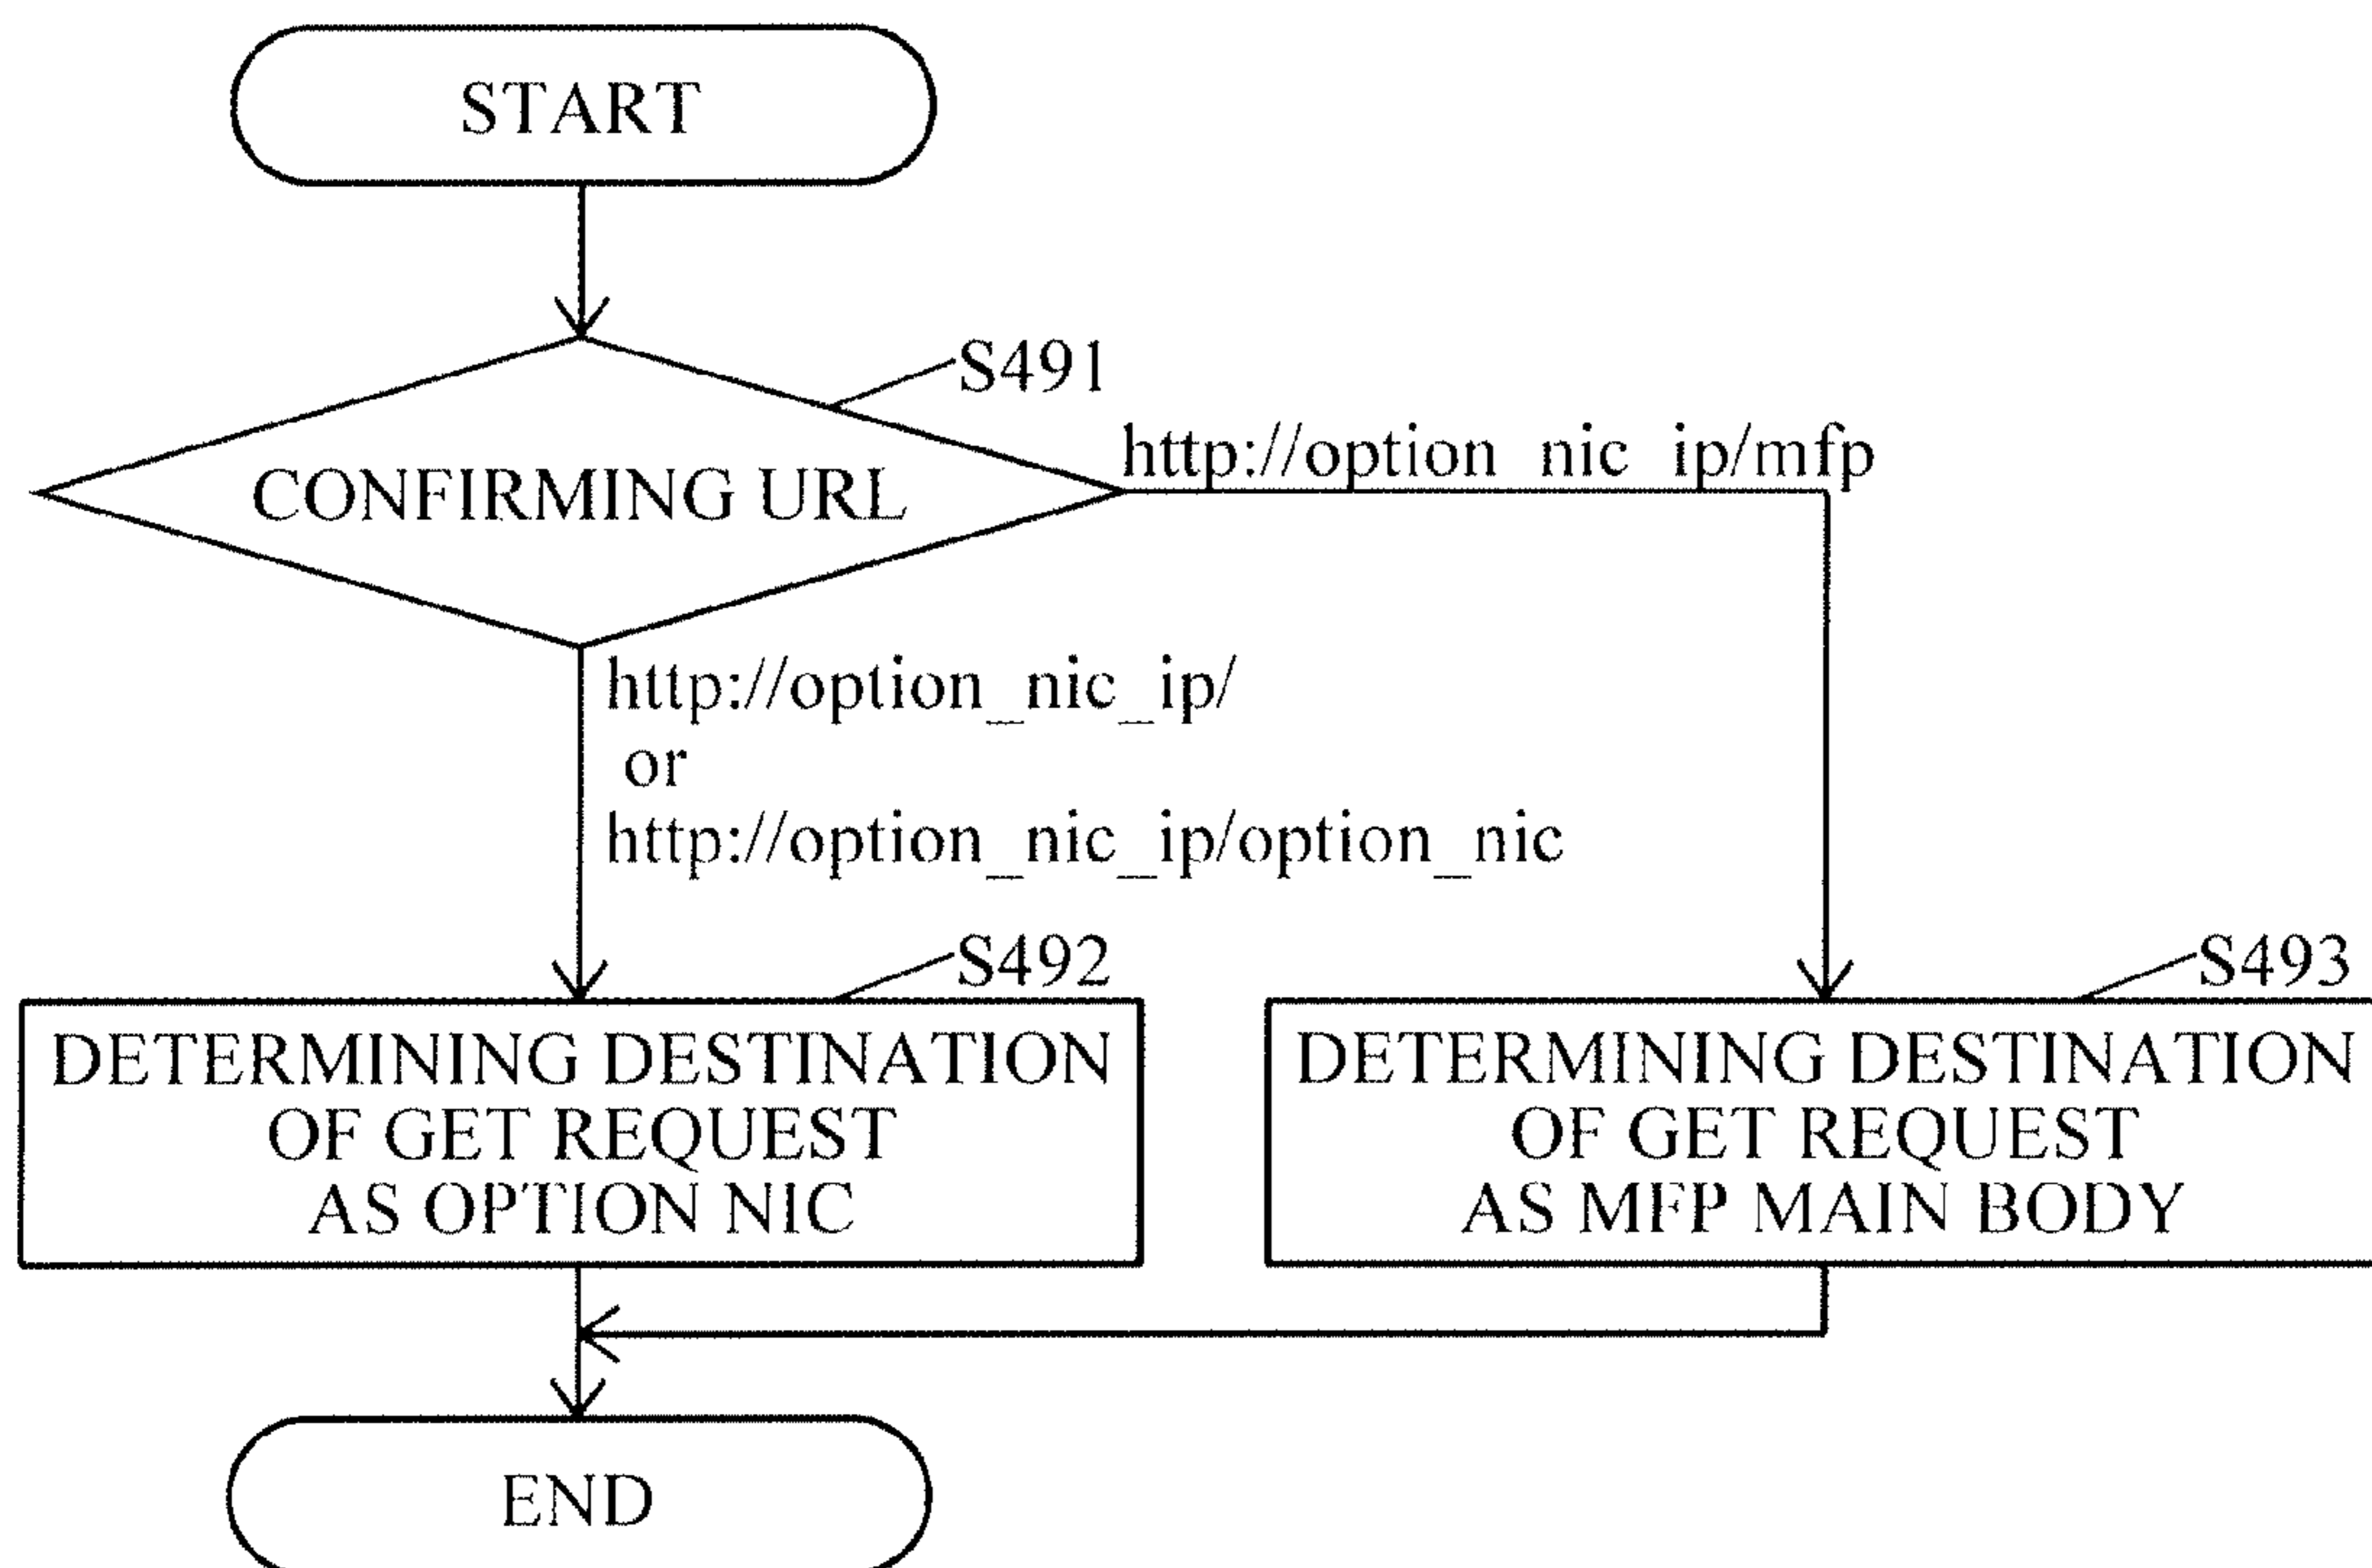 START
S491
http://option_nic_ip/mfp
CONFIRMING URL
http://option_nic_ip/
or
http://option_nic_ip/option_nic
S492
S493
DETERMINING DESTINATION
OF GET REQUEST
AS OPTION NIC
DETERMINING DESTINATION
OF GET REQUEST
AS MFP MAIN BODY
END